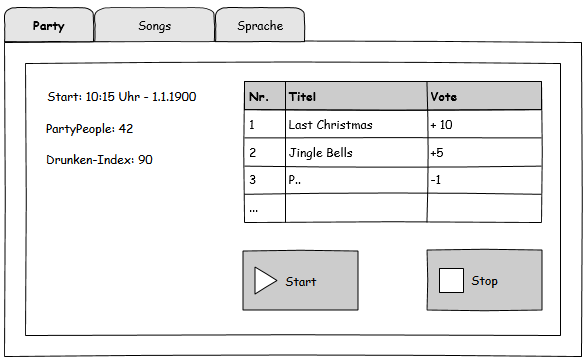 Party Songs Sprache
Start: 10:15 Uhr - 1.1.1900
PartyPeople: 42
Drunken-Index: 90
Nr. Titel Vote
1 Last Christmas + 10
2 Jingle Bells +5
3 P.. -1
...
Start Stop